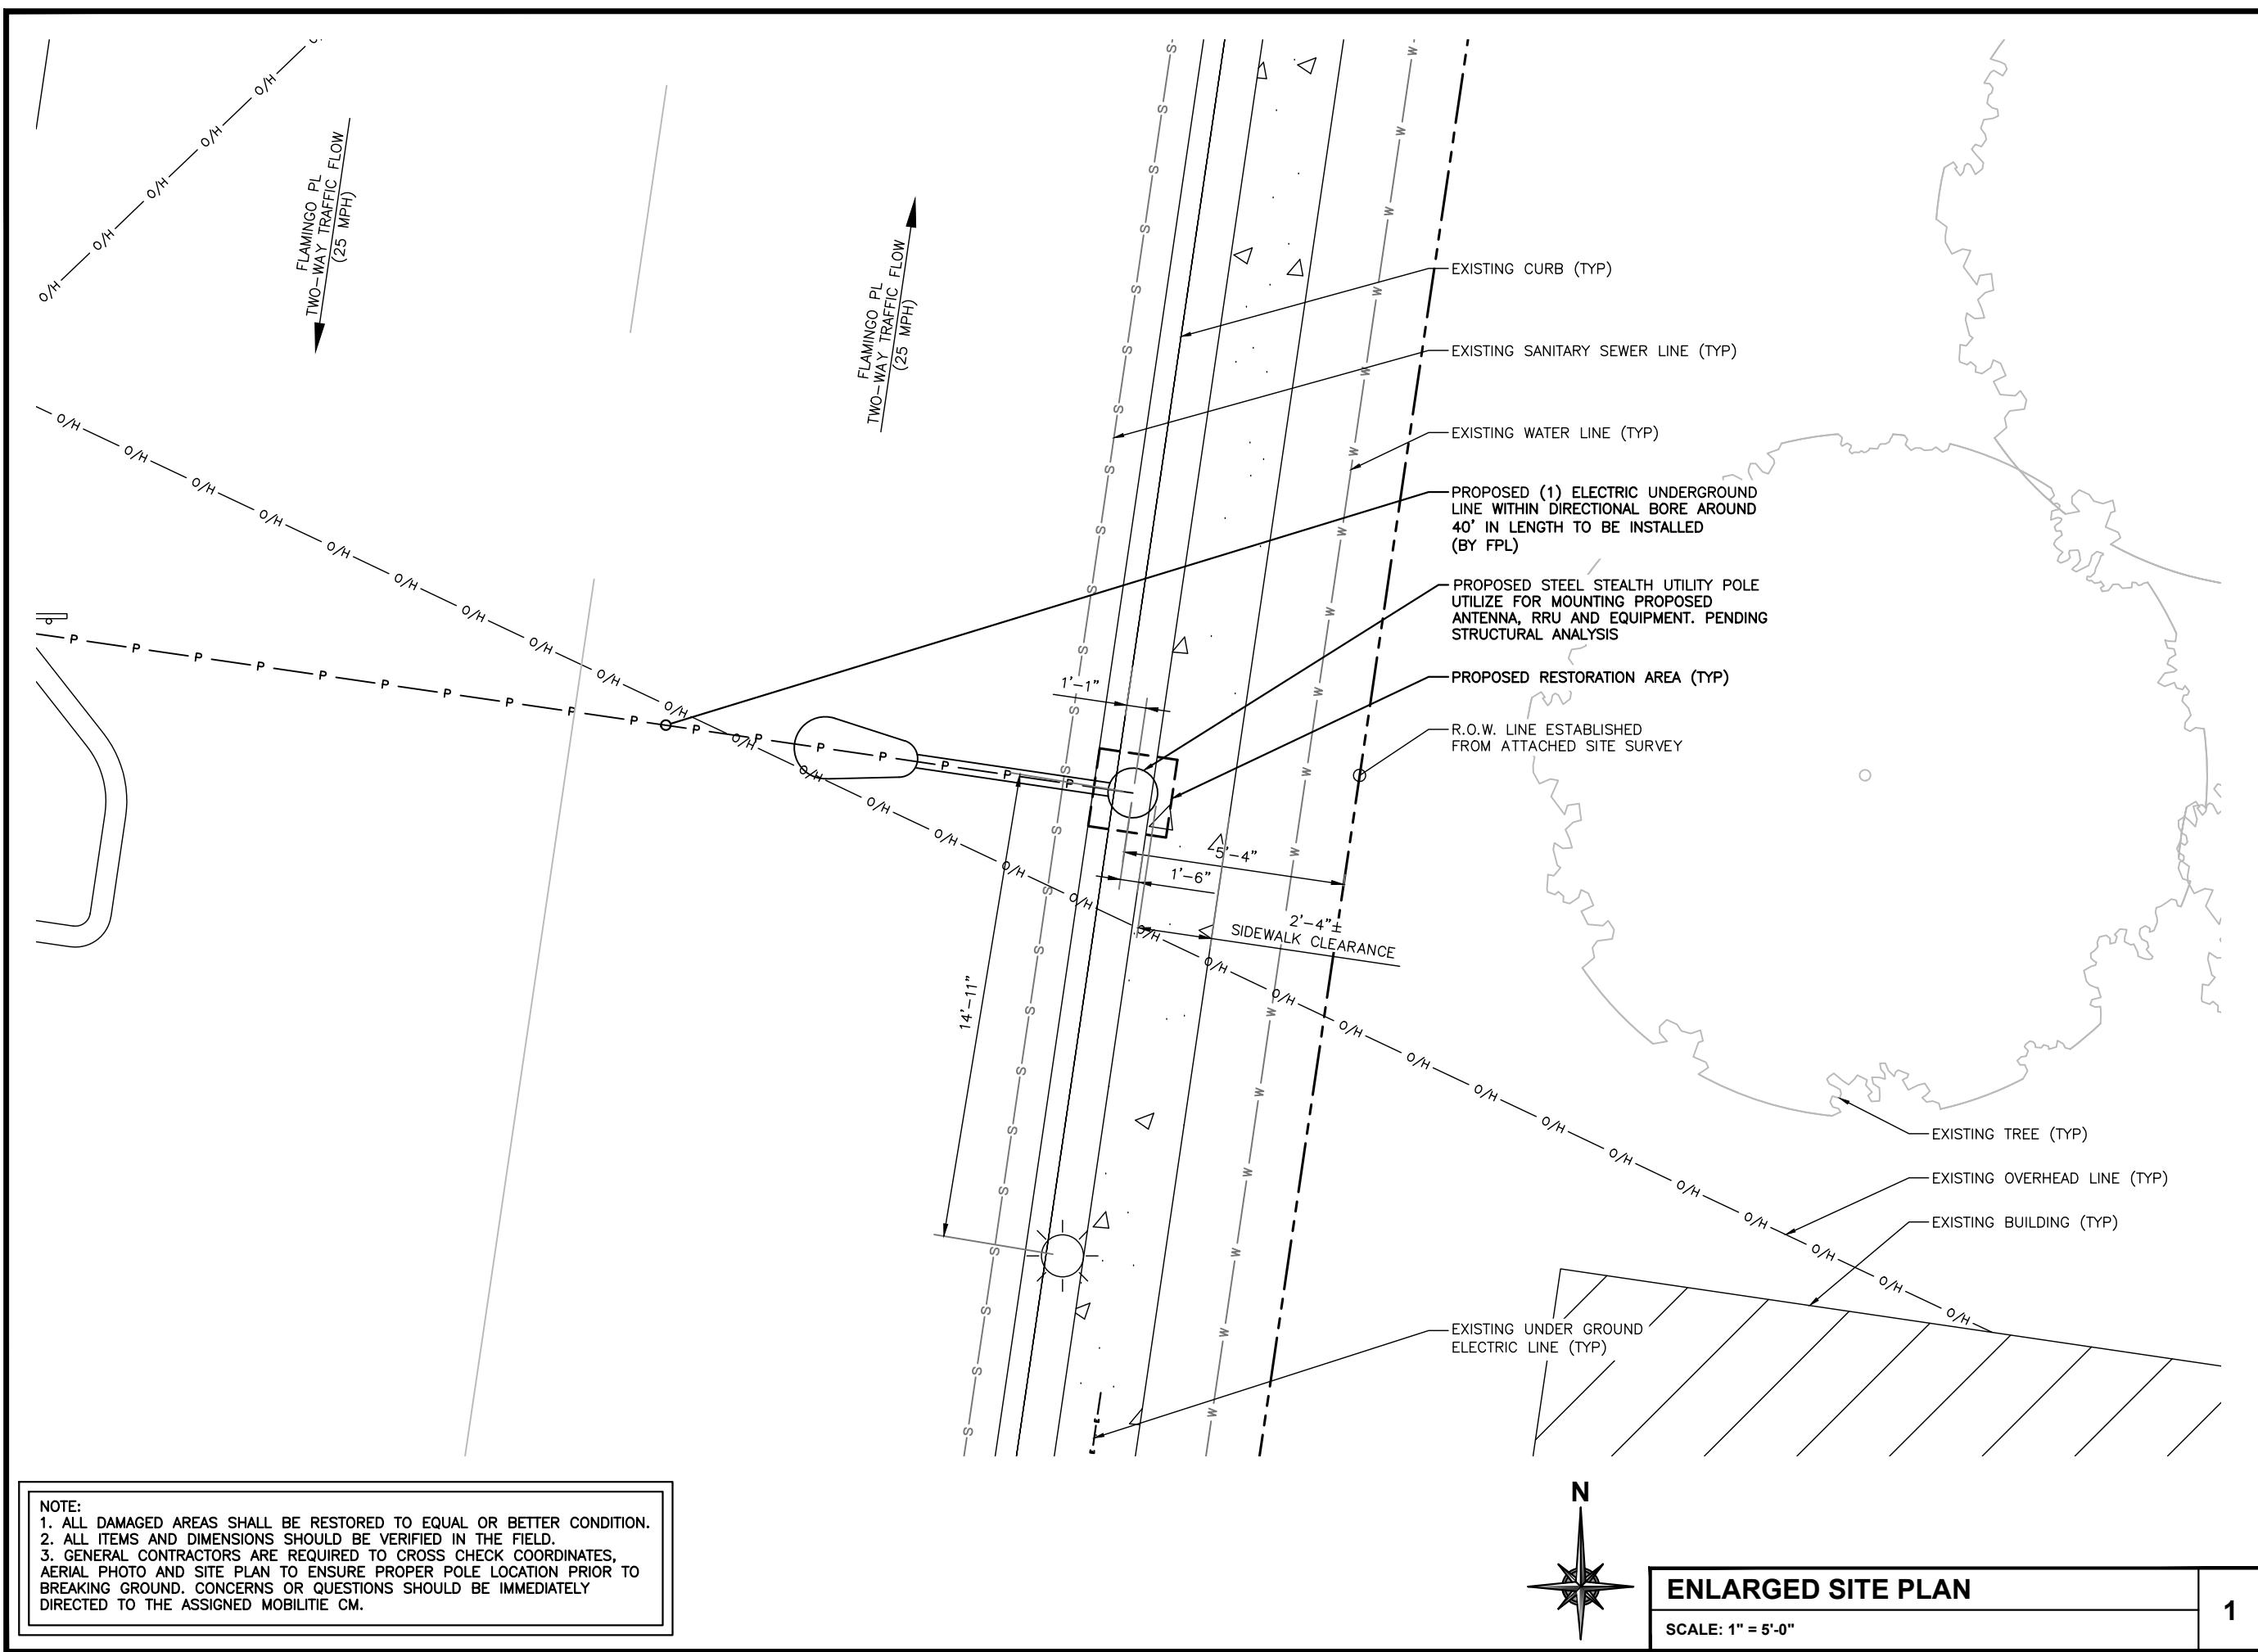 FLAMINGO PL
TWO-WAY TRAFFIC FLOW
(25 MPH)
FLAMINGO PL
TWO-WAY TRAFFIC FLOW
(25 MPH)
EXISTING CURB (TYP)
EXISTING SANITARY SEWER LINE (TYP)
EXISTING WATER LINE (TYP)
PROPOSED (1) ELECTRIC UNDERGROUND
LINE WITHIN DIRECTIONAL BORE AROUND
40' IN LENGTH TO BE INSTALLED
(BY FPL)
PROPOSED STEEL STEALTH UTILITY POLE
UTILIZE FOR MOUNTING PROPOSED
ANTENNA, RRU AND EQUIPMENT. PENDING
STRUCTURAL ANALYSIS
PROPOSED RESTORATION AREA (TYP)
R.O.W. LINE ESTABLISHED
FROM ATTACHED SITE SURVEY
1'-1"
5'-4"
1'-6"
2'-4"±
SIDEWALK CLEARANCE
14'-11"
EXISTING TREE (TYP)
EXISTING OVERHEAD LINE (TYP)
EXISTING BUILDING (TYP)
EXISTING UNDER GROUND
ELECTRIC LINE (TYP)
NOTE:
1. ALL DAMAGED AREAS SHALL BE RESTORED TO EQUAL OR BETTER CONDITION.
2. ALL ITEMS AND DIMENSIONS SHOULD BE VERIFIED IN THE FIELD.
3. GENERAL CONTRACTORS ARE REQUIRED TO CROSS CHECK COORDINATES,
AERIAL PHOTO AND SITE PLAN TO ENSURE PROPER POLE LOCATION PRIOR TO
BREAKING GROUND. CONCERNS OR QUESTIONS SHOULD BE IMMEDIATELY
DIRECTED TO THE ASSIGNED MOBILITIE CM.
N
ENLARGED SITE PLAN
SCALE: 1" = 5'-0"
1
O/H
P
S
W